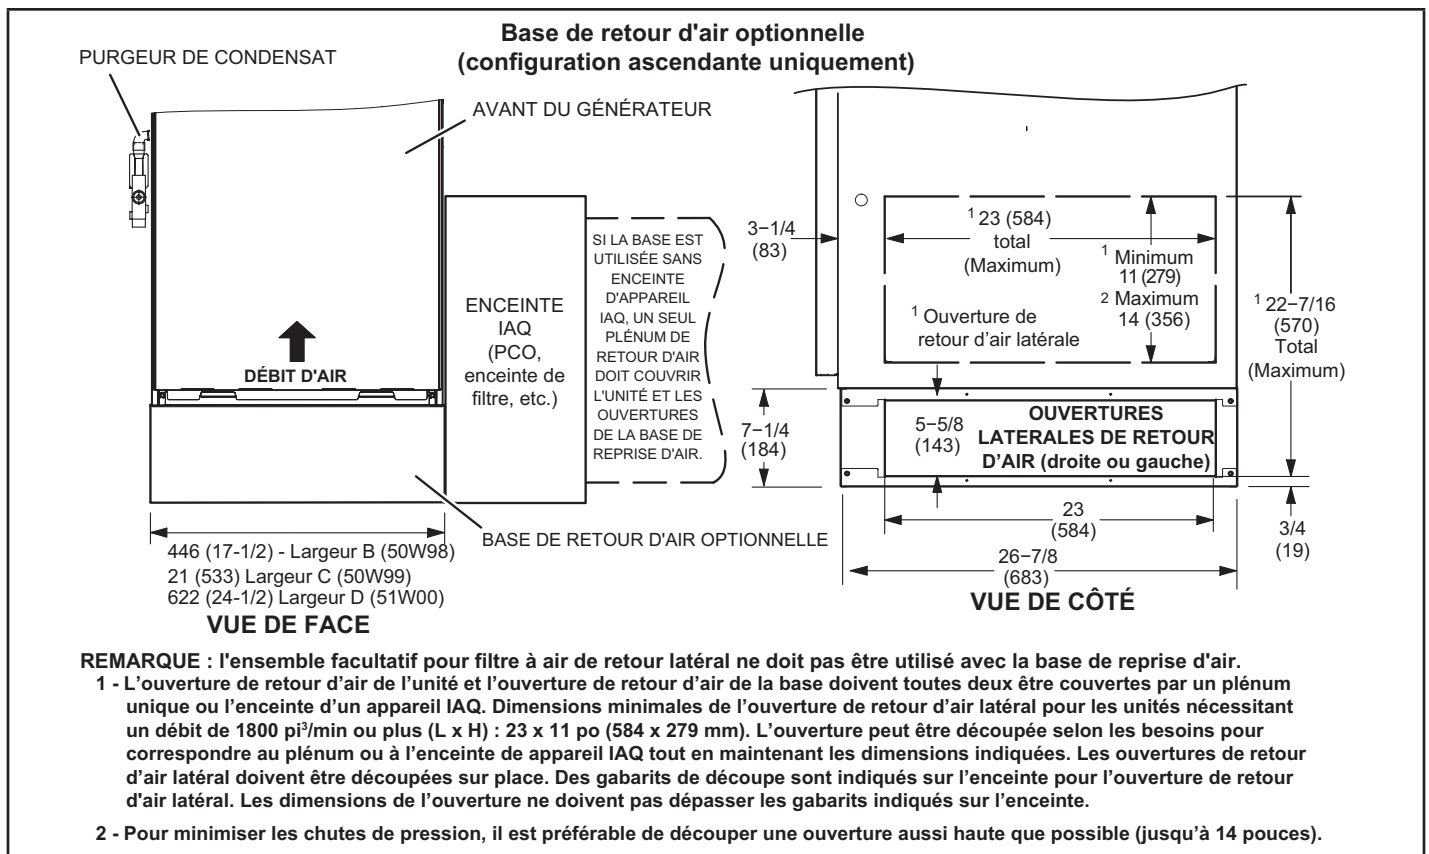 Base de retour d'air optionnelle
(configuration ascendante uniquement)
PURGEUR DE CONDENSAT
AVANT DU GÉNÉRATEUR
DÉBIT D'AIR
ENCEINTE
IAQ
(PCO,
enceinte de
filtre, etc.)
SI LA BASE EST
UTILISÉE SANS
ENCEINTE
D'APPAREIL
IAQ, UN SEUL
PLÉNUM DE
RETOUR D'AIR
DOIT COUVRIR
L'UNITÉ ET LES
OUVERTURES
DE LA BASE DE
REPRISE D'AIR.
BASE DE RETOUR D'AIR OPTIONNELLE
446 (17-1/2) - Largeur B (50W98)
21 (533) Largeur C (50W99)
622 (24-1/2) Largeur D (51W00)
VUE DE FACE
3−1/4
(83)
1 23 (584)
total
(Maximum)
1 Minimum
11 (279)
2 Maximum
14 (356)
1 Ouverture de
retour d’air latérale
1 22−7/16
(570)
Total
(Maximum)
7−1/4
(184)
5−5/8
(143)
OUVERTURES
LATERALES DE RETOUR
D’AIR (droite ou gauche)
23
(584)
3/4
(19)
26−7/8
(683)
VUE DE CÔTÉ
REMARQUE : l'ensemble facultatif pour filtre à air de retour latéral ne doit pas être utilisé avec la base de reprise d'air.
1 - L’ouverture de retour d’air de l’unité et l’ouverture de retour d’air de la base doivent toutes deux être couvertes par un plénum
unique ou l’enceinte d’un appareil IAQ. Dimensions minimales de l’ouverture de retour d’air latéral pour les unités nécessitant
un débit de 1800 pi³/min ou plus (L x H) : 23 x 11 po (584 x 279 mm). L’ouverture peut être découpée selon les besoins pour
correspondre au plénum ou à l’enceinte de appareil IAQ tout en maintenant les dimensions indiquées. Les ouvertures de retour
d’air latéral doivent être découpées sur place. Des gabarits de découpe sont indiqués sur l’enceinte pour l’ouverture de retour
d'air latéral. Les dimensions de l’ouverture ne doivent pas dépasser les gabarits indiqués sur l’enceinte.
2 - Pour minimiser les chutes de pression, il est préférable de découper une ouverture aussi haute que possible (jusqu’à 14 pouces).